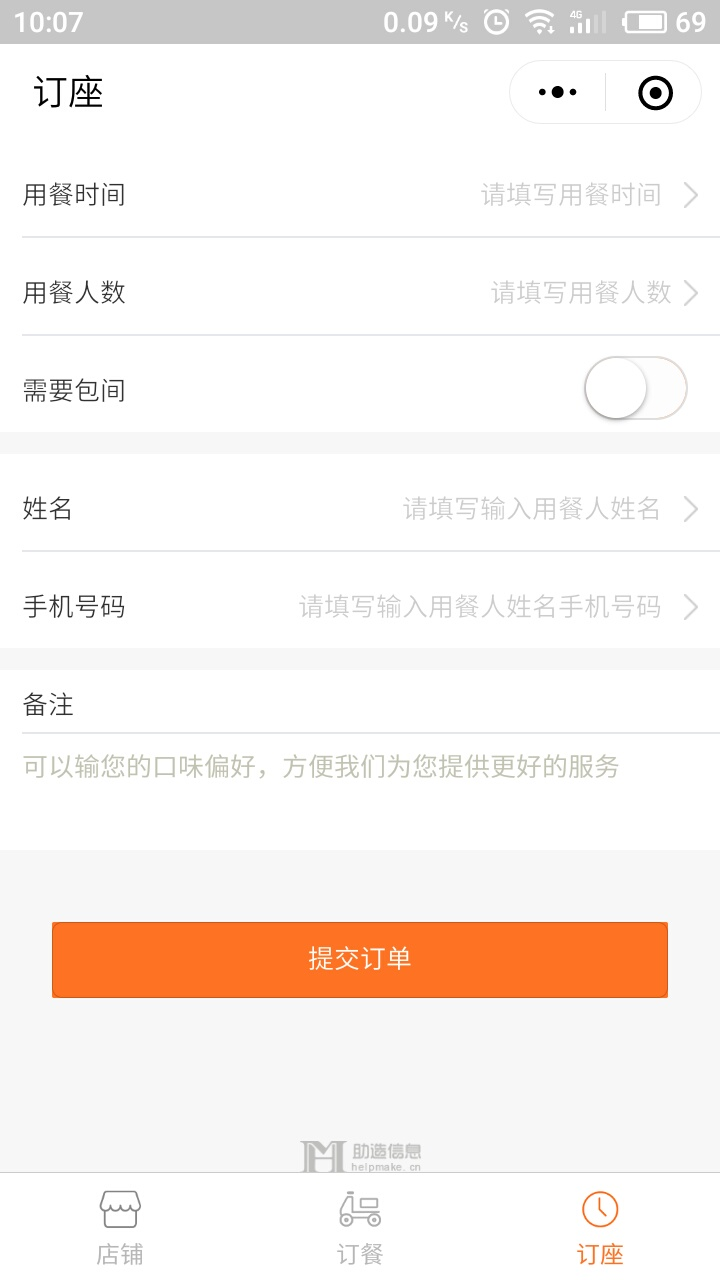 10:07 0.09 K/s 4G 69
订座
用餐时间 请填写用餐时间
用餐人数 请填写用餐人数
需要包间
姓名 请填写输入用餐人姓名
手机号码 请填写输入用餐人姓名手机号码
备注
可以输您的口味偏好，方便我们为您提供更好的服务
提交订单
助造信息
helpmake.cn
店铺 订餐 订座